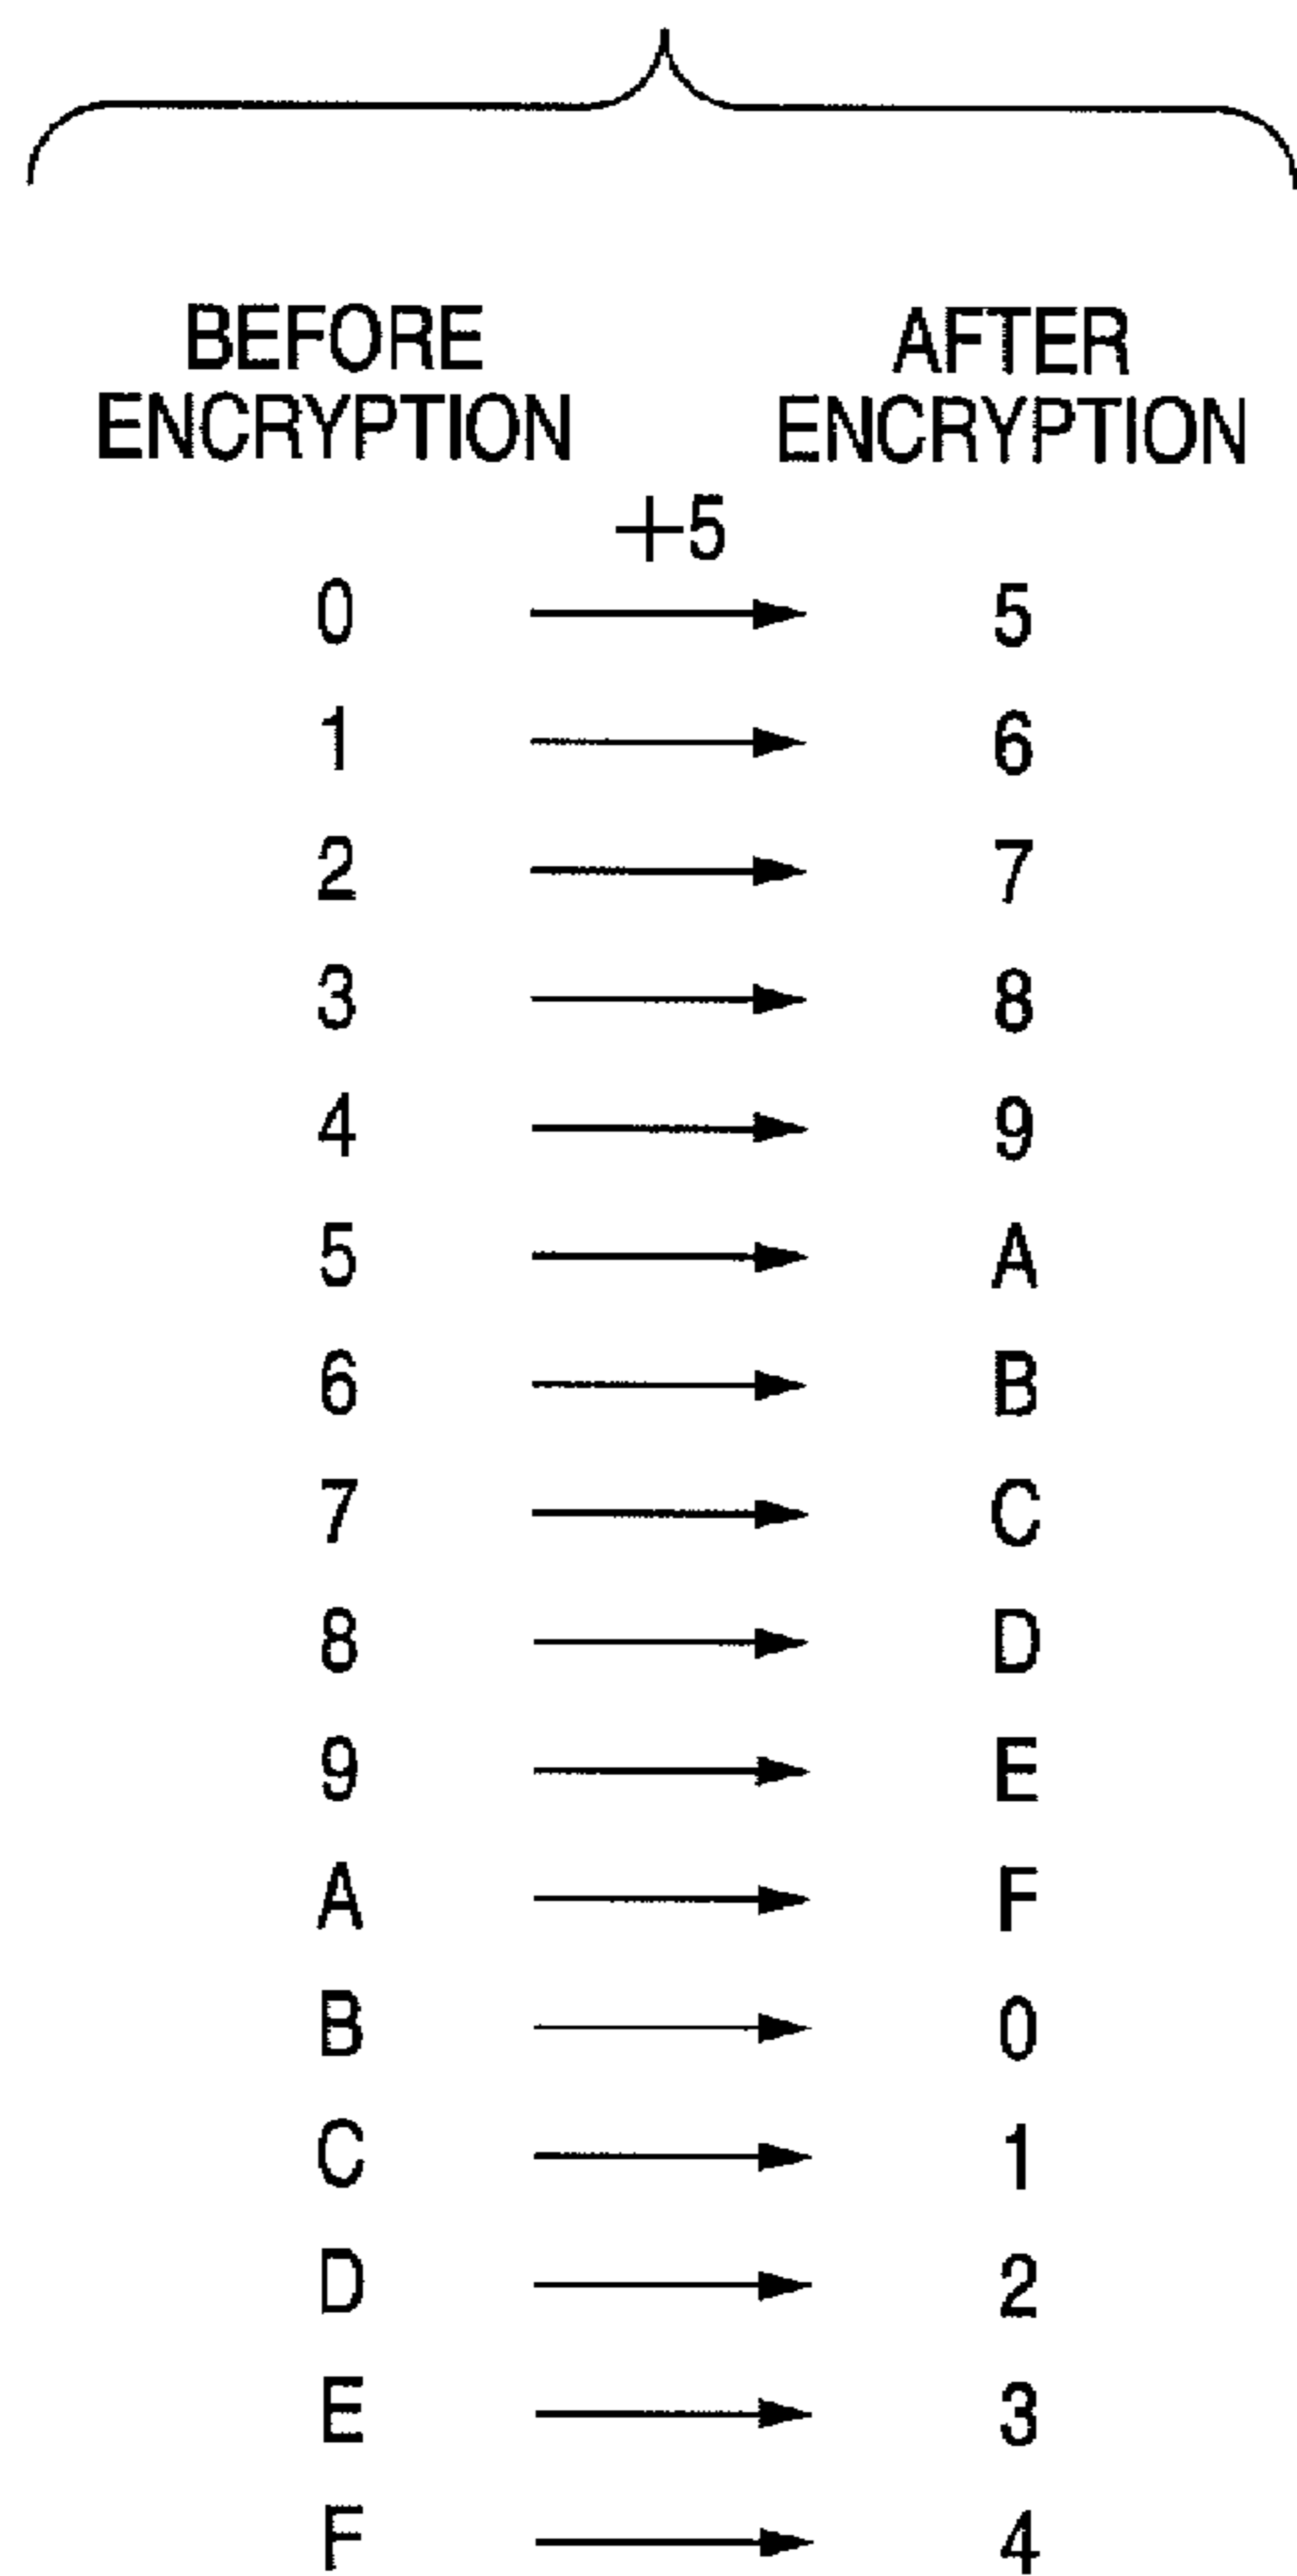 BEFORE ENCRYPTION AFTER ENCRYPTION
+5
0 → 5
1 → 6
2 → 7
3 → 8
4 → 9
5 → A
6 → B
7 → C
8 → D
9 → E
A → F
B → 0
C → 1
D → 2
E → 3
F → 4